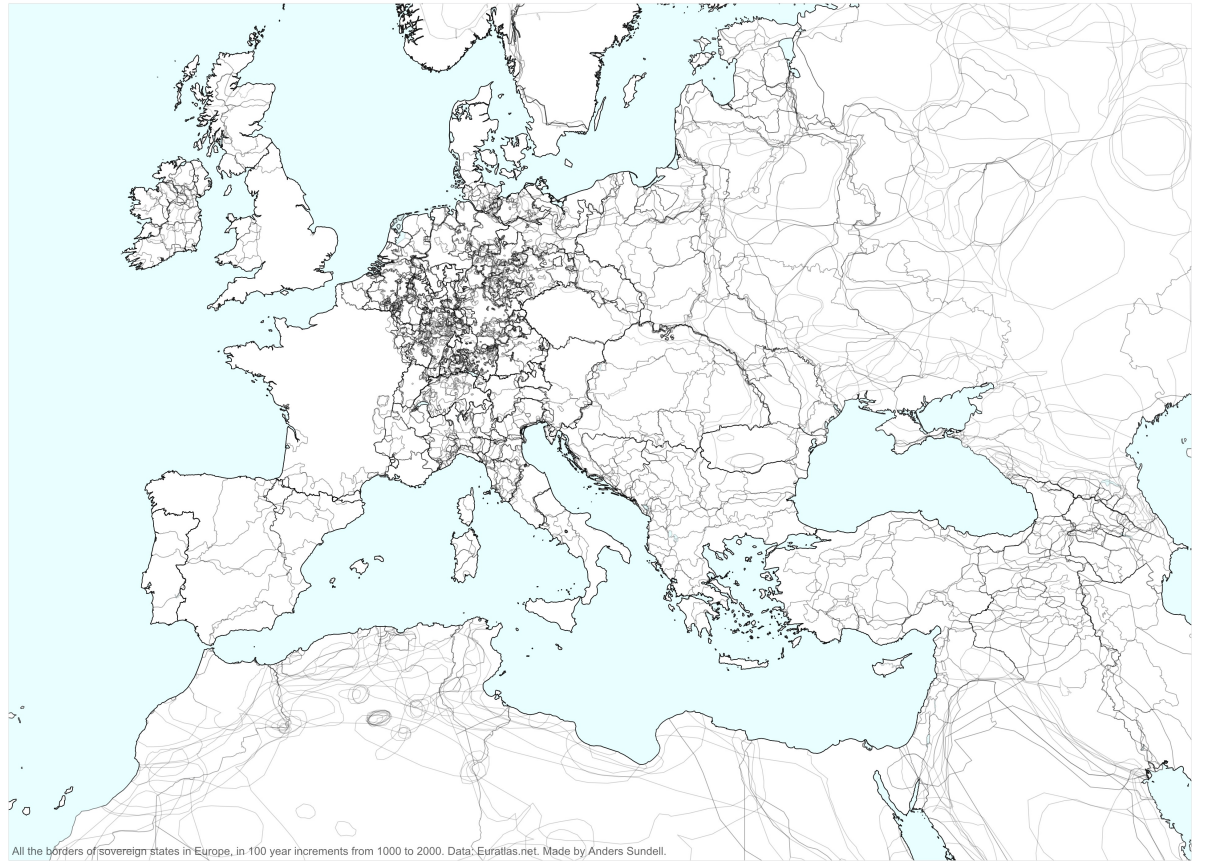 All the borders of sovereign states in Europe, in 100 year increments from 1000 to 2000. Data: Euratlas.net. Made by Anders Sundell.